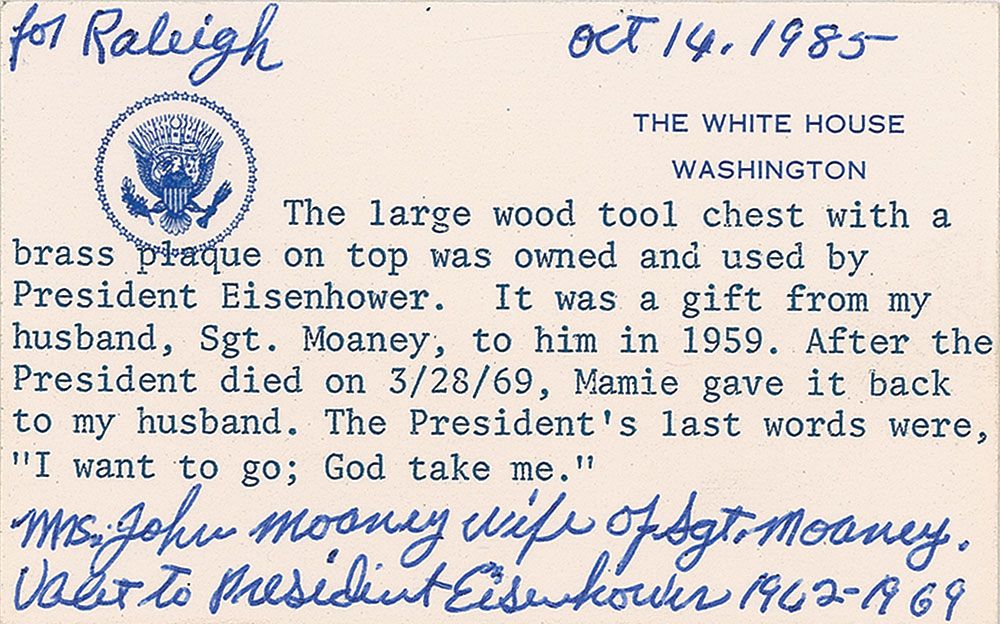 for Raleigh
Oct 14. 1985
THE WHITE HOUSE
WASHINGTON
The large wood tool chest with a
brass plaque on top was owned and used by
President Eisenhower. It was a gift from my
husband, Sgt. Moaney, to him in 1959. After the
President died on 3/28/69, Mamie gave it back
to my husband. The President's last words were,
"I want to go; God take me."
Mrs. John Moaney wife of Sgt. Moaney.
Valet to President Eisenhower 1942-1969